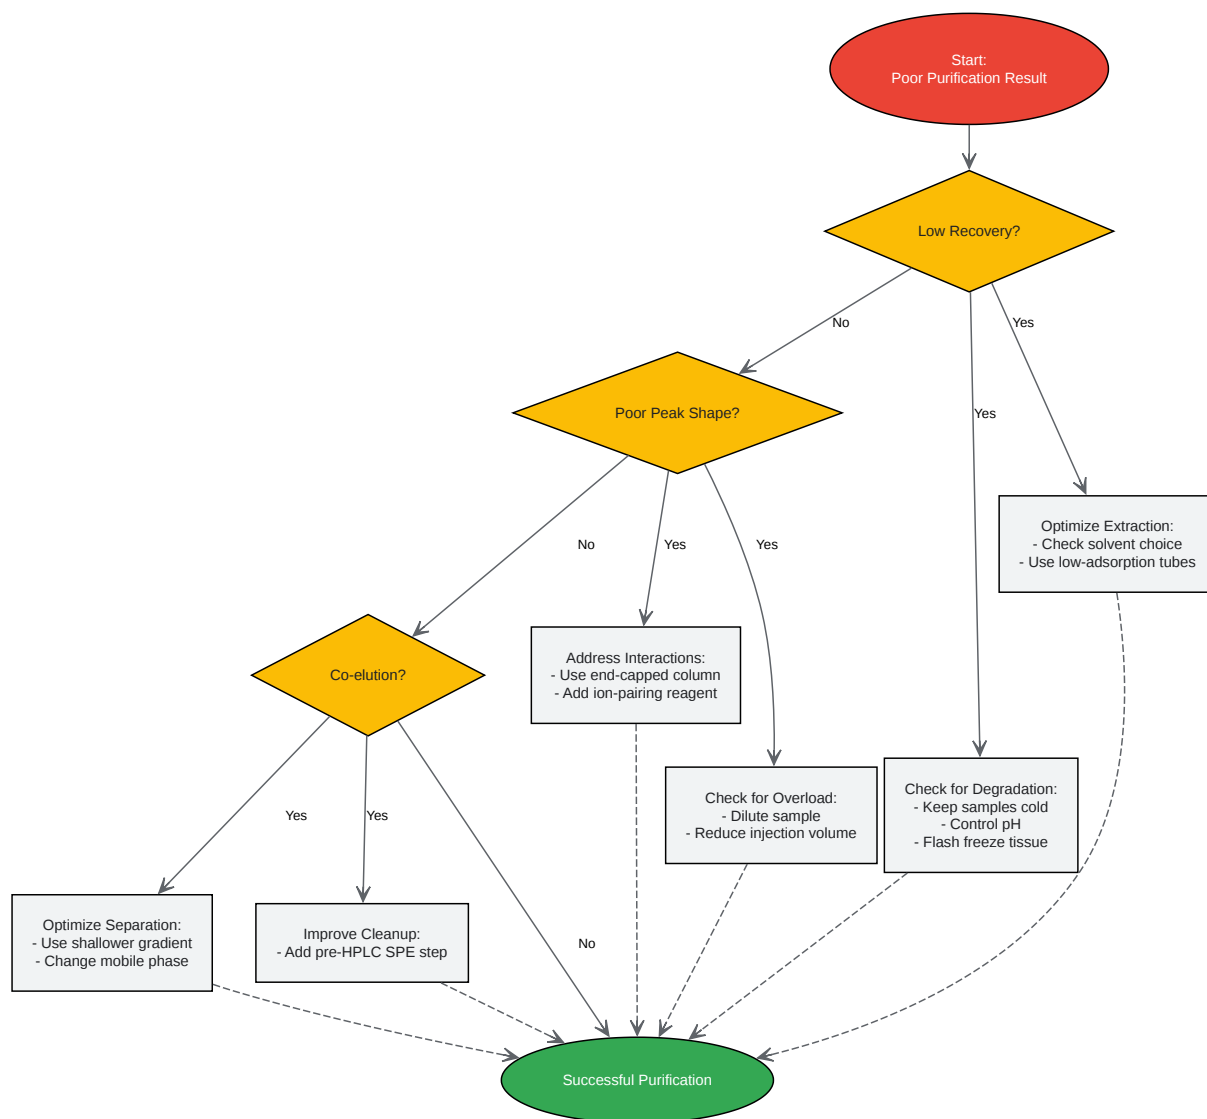 Start:
Poor Purification Result
Low Recovery?
No
Yes
Poor Peak Shape?
Yes
Optimize Extraction:
- Check solvent choice
- Use low-adsorption tubes
No
Yes
Yes
Co-elution?
Address Interactions:
- Use end-capped column
- Add ion-pairing reagent
Check for Overload:
- Dilute sample
- Reduce injection volume
Check for Degradation:
- Keep samples cold
- Control pH
- Flash freeze tissue
Yes
Yes
Optimize Separation:
- Use shallower gradient
- Change mobile phase
Improve Cleanup:
- Add pre-HPLC SPE step
No
Successful Purification